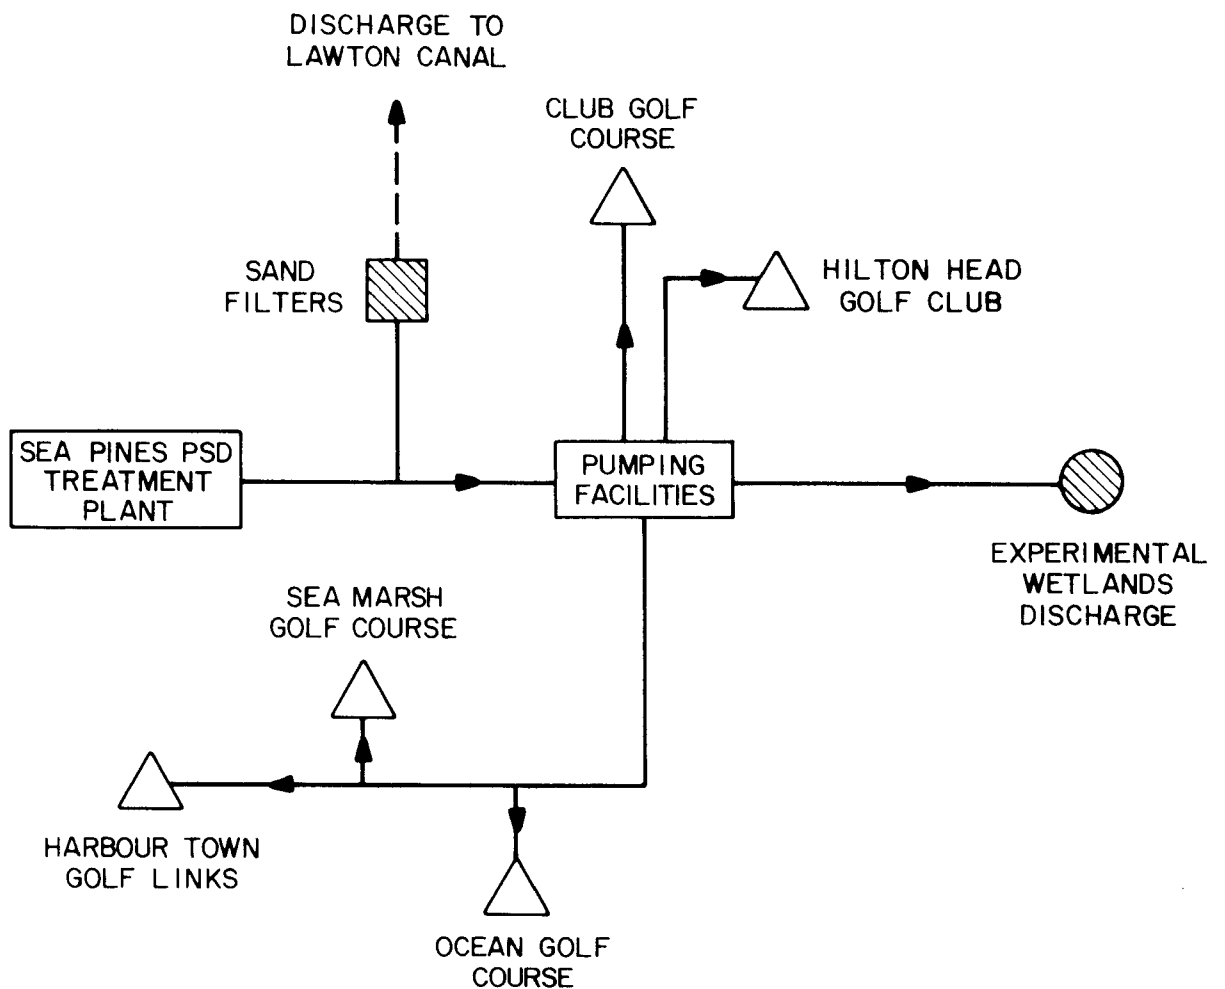 DISCHARGE TO
LAWTON CANAL
CLUB GOLF
COURSE
SAND
FILTERS
HILTON HEAD
GOLF CLUB
SEA PINES PSD
TREATMENT
PLANT
PUMPING
FACILITIES
EXPERIMENTAL
WETLANDS
DISCHARGE
SEA MARSH
GOLF COURSE
HARBOUR TOWN
GOLF LINKS
OCEAN GOLF
COURSE